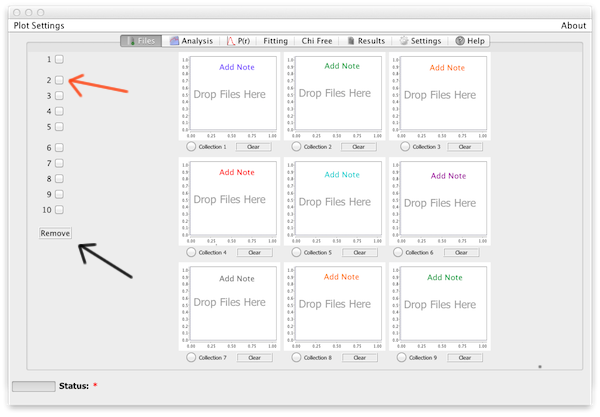 Plot Settings About
Files Analysis P(r) Fitting Chi Free Results Settings Help
1
2
3
4
5
6
7
8
9
10
Remove
1.0 0.9 0.8 0.7 0.6 0.5 0.4 0.3 0.2 0.1 0.0
Add Note
Drop Files Here
0.00 0.25 0.50 0.75 1.00
Collection 1 Clear
1.0 0.9 0.8 0.7 0.6 0.5 0.4 0.3 0.2 0.1 0.0
Add Note
Drop Files Here
0.00 0.25 0.50 0.75 1.00
Collection 2 Clear
1.0 0.9 0.8 0.7 0.6 0.5 0.4 0.3 0.2 0.1 0.0
Add Note
Drop Files Here
0.00 0.25 0.50 0.75 1.00
Collection 3 Clear
1.0 0.9 0.8 0.7 0.6 0.5 0.4 0.3 0.2 0.1 0.0
Add Note
Drop Files Here
0.00 0.25 0.50 0.75 1.00
Collection 4 Clear
1.0 0.9 0.8 0.7 0.6 0.5 0.4 0.3 0.2 0.1 0.0
Add Note
Drop Files Here
0.00 0.25 0.50 0.75 1.00
Collection 5 Clear
1.0 0.9 0.8 0.7 0.6 0.5 0.4 0.3 0.2 0.1 0.0
Add Note
Drop Files Here
0.00 0.25 0.50 0.75 1.00
Collection 6 Clear
1.0 0.9 0.8 0.7 0.6 0.5 0.4 0.3 0.2 0.1 0.0
Add Note
Drop Files Here
0.00 0.25 0.50 0.75 1.00
Collection 7 Clear
1.0 0.9 0.8 0.7 0.6 0.5 0.4 0.3 0.2 0.1 0.0
Add Note
Drop Files Here
0.00 0.25 0.50 0.75 1.00
Collection 8 Clear
1.0 0.9 0.8 0.7 0.6 0.5 0.4 0.3 0.2 0.1 0.0
Add Note
Drop Files Here
0.00 0.25 0.50 0.75 1.00
Collection 9 Clear
*
Status: *